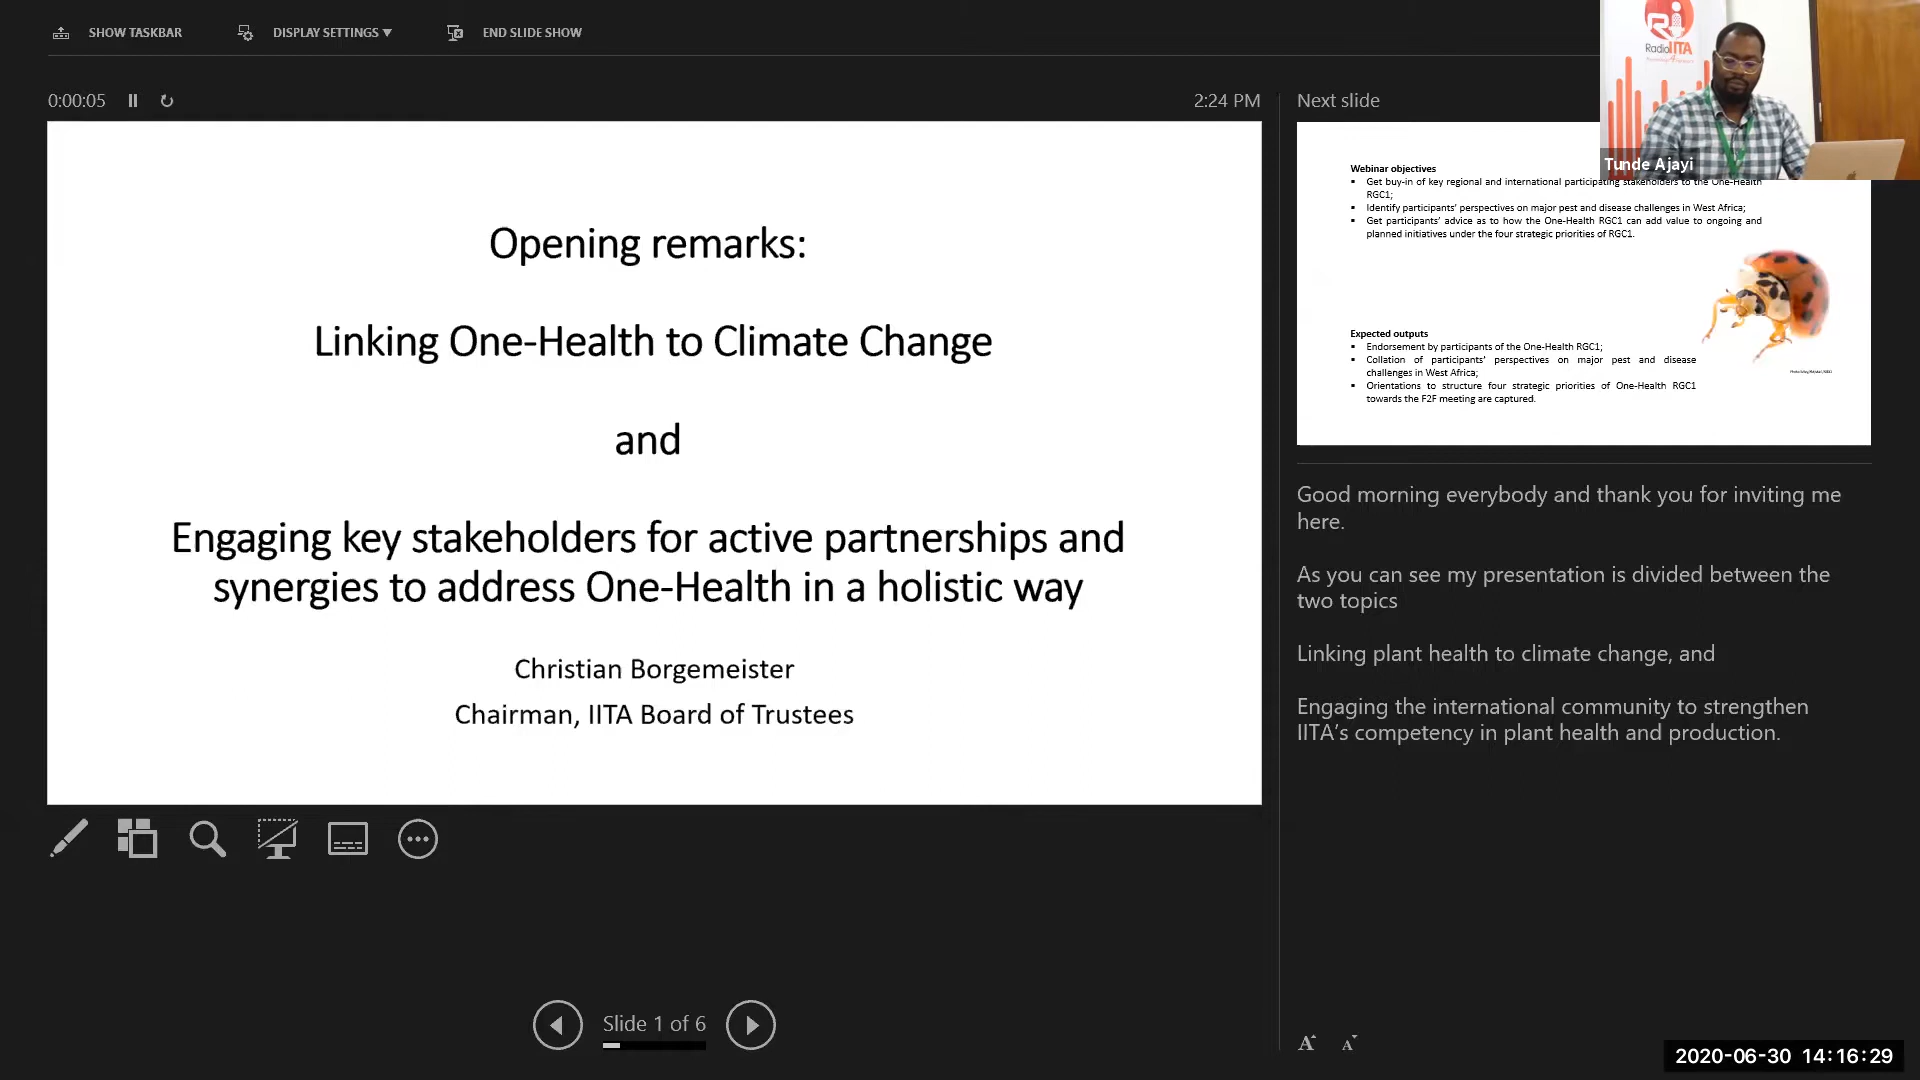 SHOW TASKBAR
DISPLAY SETTINGS ▼
END SLIDE SHOW
0:00:05
2:24 PM
Next slide
Opening remarks:
Linking One-Health to Climate Change
and
Engaging key stakeholders for active partnerships and
synergies to address One-Health in a holistic way
Christian Borgemeister
Chairman, IITA Board of Trustees
Slide 1 of 6
Radio IITA
Tunde Ajayi
Webinar objectives
▪ Get buy-in of key regional and international participating stakeholders to the One-Health
RGC1;
▪ Identify participants' perspectives on major pest and disease challenges in West Africa;
▪ Get participants' advice as to how the One-Health RGC1 can add value to ongoing and
planned initiatives under the four strategic priorities of RGC1.
Expected outputs
▪ Endorsement by participants of the One-Health RGC1;
▪ Collation of participants' perspectives on major pest and disease
challenges in West Africa;
▪ Orientations to structure four strategic priorities of One-Health RGC1
towards the F2F meeting are captured.
Good morning everybody and thank you for inviting me
here.
As you can see my presentation is divided between the
two topics
Linking plant health to climate change, and
Engaging the international community to strengthen
IITA’s competency in plant health and production.
A A
2020-06-30 14:16:29